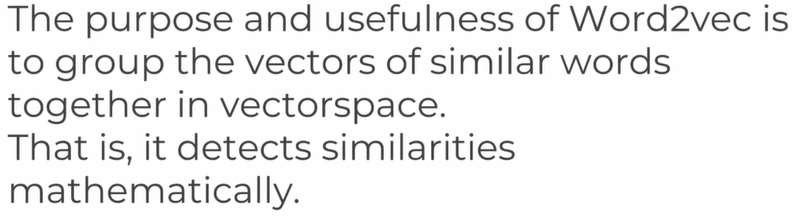 The purpose and usefulness of Word2vec is
to group the vectors of similar words
together in vectorspace.
That is, it detects similarities
mathematically.